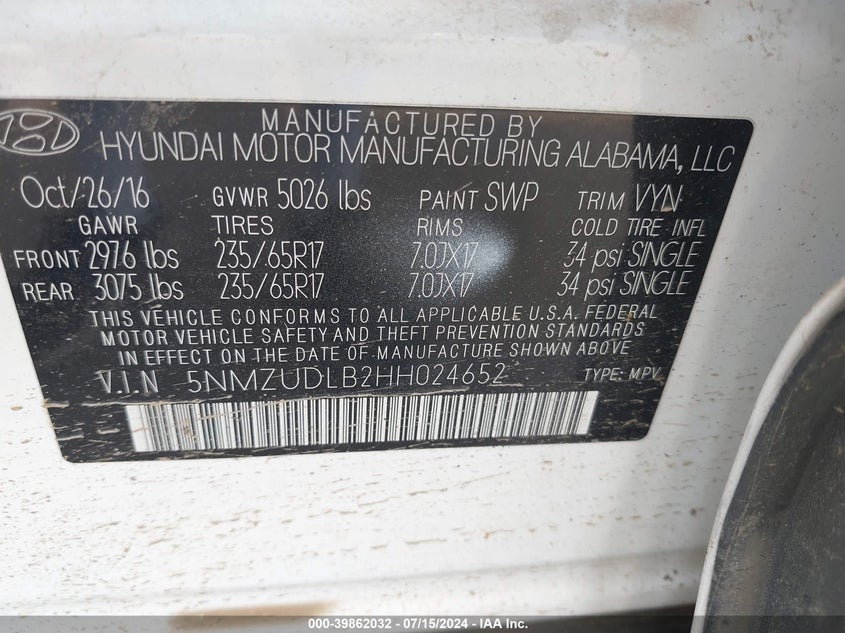 MANUFACTURED BY
HYUNDAI MOTOR MANUFACTURING ALABAMA, LLC
Oct/26/16 GVWR 5026 lbs PAINT SWP TRIM VYN
GAWR TIRES RIMS COLD TIRE INFL
FRONT 2976 lbs 235/65R17 7.0JX17 34 psi SINGLE
REAR 3075 lbs 235/65R17 7.0JX17 34 psi SINGLE
THIS VEHICLE CONFORMS TO ALL APPLICABLE U.S.A. FEDERAL
MOTOR VEHICLE SAFETY AND THEFT PREVENTION STANDARDS
IN EFFECT ON THE DATE OF MANUFACTURE SHOWN ABOVE
V.I.N 5NMZUDLB2HH024652 TYPE: MPV
000-39862032 - 07/15/2024 - IAA Inc.